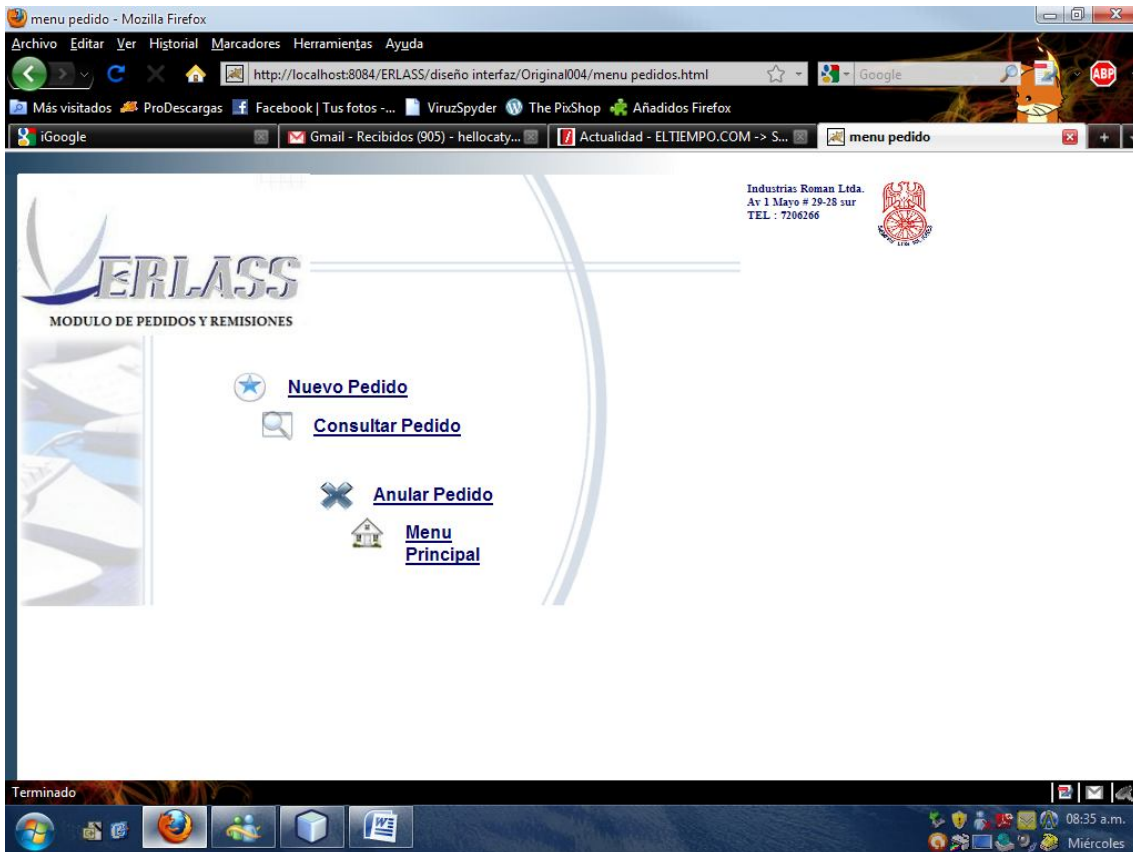 menu pedido - Mozilla Firefox
Archivo Editar Ver Historial Marcadores Herramientas Ayuda
http://localhost:8084/ERLASS/diseño interfaz/Original004/menu pedidos.html
Google
ABP
Más visitados ProDescargas Facebook | Tus fotos -... ViruzSpyder The PixShop Añadidos Firefox
iGoogle
Gmail - Recibidos (905) - hellocaty...
Actualidad - ELTIEMPO.COM -> S...
menu pedido
Industrias Roman Ltda.
Av 1 Mayo # 29-28 sur
TEL : 7206266
ERLASS
MODULO DE PEDIDOS Y REMISIONES
Nuevo Pedido
Consultar Pedido
Anular Pedido
Menu
Principal
Terminado
08:35 a.m.
Miércoles